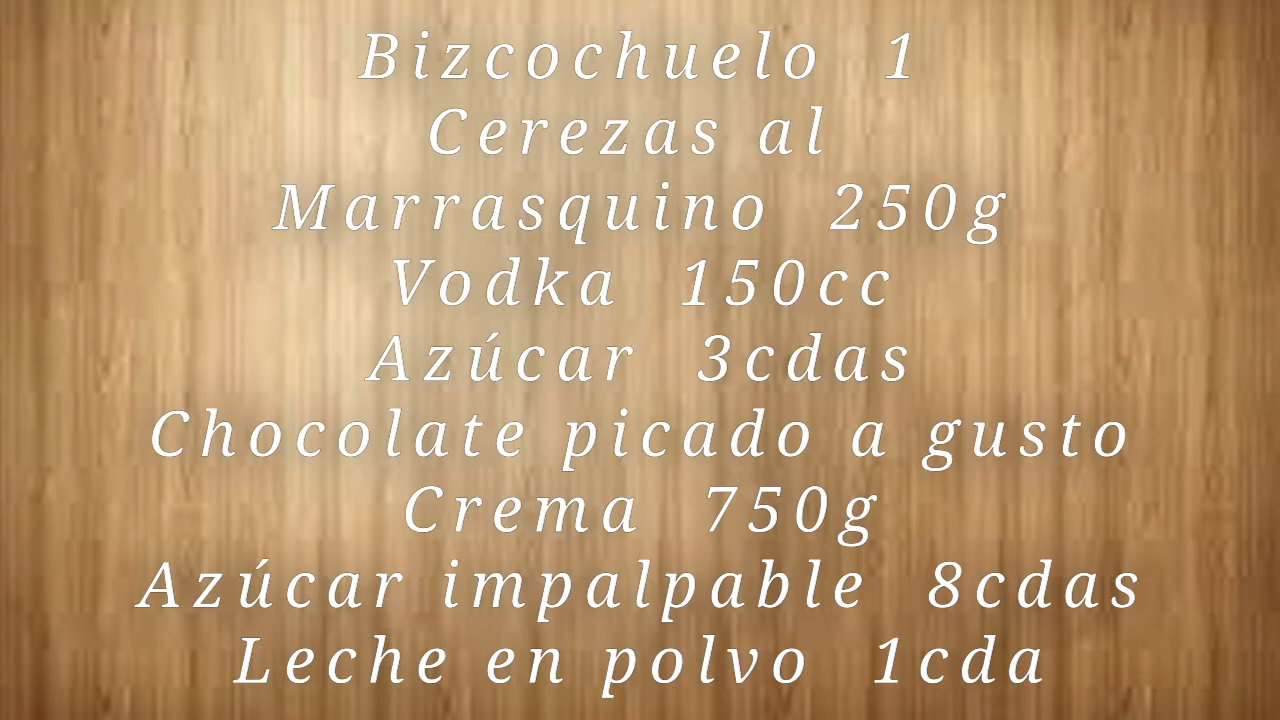 Bizcochuelo 1
Cerezas al
Marrasquino 250g
Vodka 150cc
Azúcar 3cdas
Chocolate picado a gusto
Crema 750g
Azúcar impalpable 8cdas
Leche en polvo 1cda